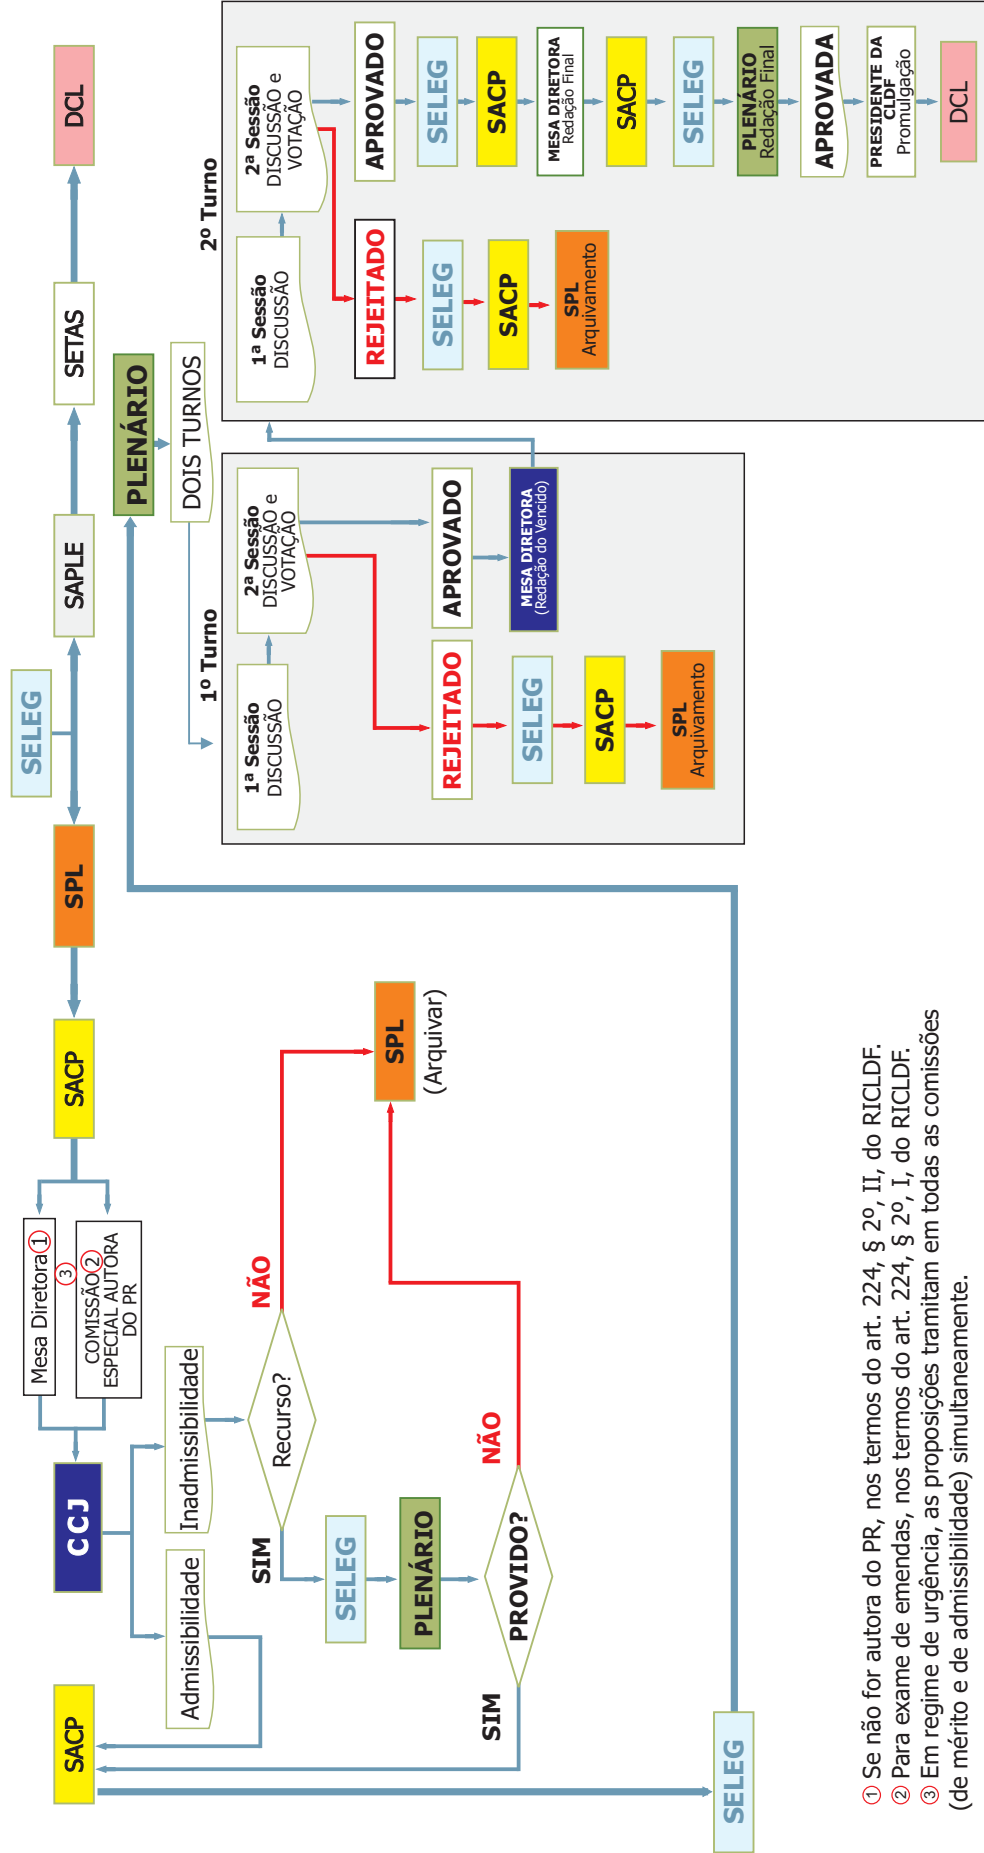 SELEG
SACP
SPL
SAPLE
SETAS
DCL
Mesa Diretora 1
3
COMISSÃO 2
ESPECIAL AUTORA
DO PR
CCJ
SACP
Admissibilidade
Inadmissibilidade
Recurso?
NÃO
SIM
SELEG
PLENÁRIO
PROVIDO?
NÃO
SIM
SPL
(Arquivar)
SELEG
PLENÁRIO
DOIS TURNOS
1º Turno
1ª Sessão
DISCUSSÃO
2ª Sessão
DISCUSSÃO e
VOTAÇÃO
REJEITADO
SELEG
SACP
SPL
Arquivamento
APROVADO
MESA DIRETORA
(Redação do Vencido)
2º Turno
1ª Sessão
DISCUSSÃO
2ª Sessão
DISCUSSÃO e
VOTAÇÃO
REJEITADO
SELEG
SACP
SPL
Arquivamento
APROVADO
SELEG
SACP
MESA DIRETORA
Redação Final
SACP
SELEG
PLENÁRIO
Redação Final
APROVADA
PRESIDENTE DA
CLDF
Promulgação
DCL
1 Se não for autora do PR, nos termos do art. 224, § 2º, II, do RICLDF.
2 Para exame de emendas, nos termos do art. 224, § 2º, I, do RICLDF.
3 Em regime de urgência, as proposições tramitam em todas as comissões
(de mérito e de admissibilidade) simultaneamente.